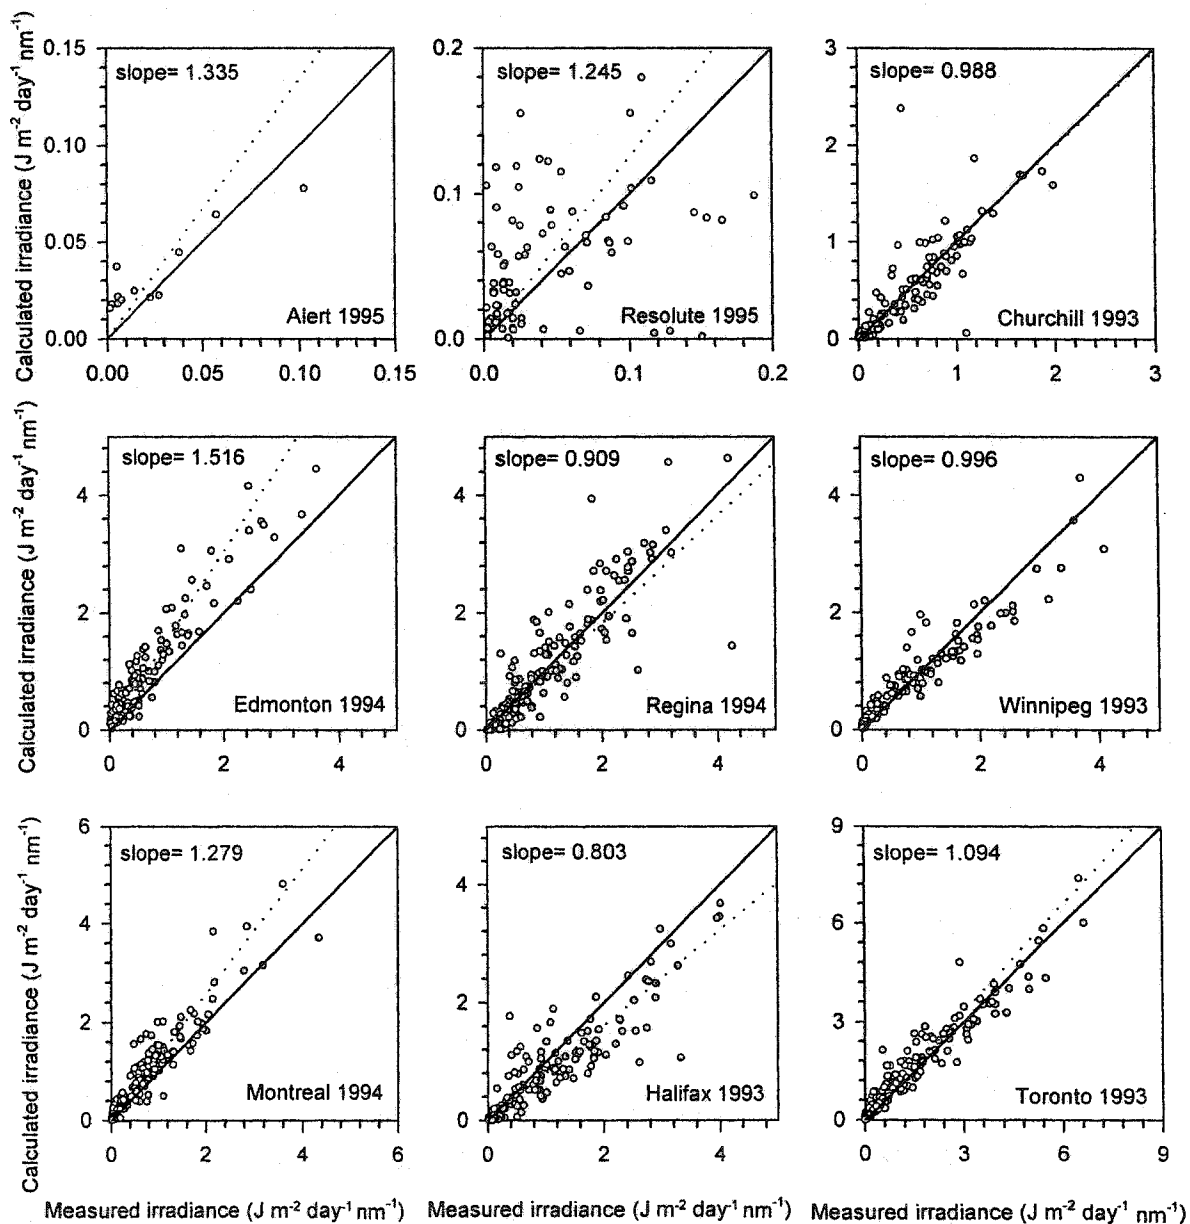 Calculated irradiance (J m-2 day-1 nm-1)
0.15
0.10
0.05
0.00
slope= 1.335
Alert 1995
0.00 0.05 0.10 0.15
0.2
0.1
0.0
slope= 1.245
Resolute 1995
0.0 0.1 0.2
3
2
1
0
slope= 0.988
Churchill 1993
0 1 2 3
Calculated irradiance (J m-2 day-1 nm-1)
4
2
0
slope= 1.516
Edmonton 1994
0 2 4
4
2
0
slope= 0.909
Regina 1994
0 2 4
4
2
0
slope= 0.996
Winnipeg 1993
0 2 4
Calculated irradiance (J m-2 day-1 nm-1)
6
4
2
0
slope= 1.279
Montreal 1994
0 2 4 6
4
2
0
slope= 0.803
Halifax 1993
0 2 4
9
6
3
0
slope= 1.094
Toronto 1993
0 3 6 9
Measured irradiance (J m-2 day-1 nm-1) Measured irradiance (J m-2 day-1 nm-1) Measured irradiance (J m-2 day-1 nm-1)